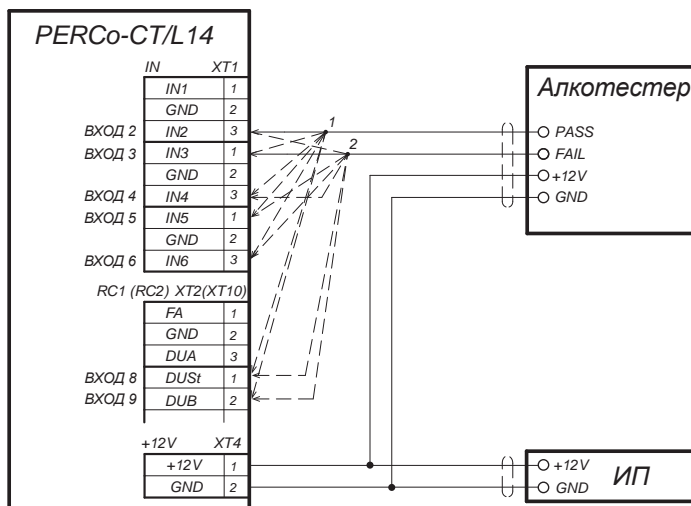 PERCo-CT/L14
IN XT1
IN1 1
GND 2
ВХОД 2 IN2 3
ВХОД 3 IN3 1
GND 2
ВХОД 4 IN4 3
ВХОД 5 IN5 1
GND 2
ВХОД 6 IN6 3
RC1 (RC2) XT2(XT10)
FA 1
GND 2
DUA 3
ВХОД 8 DUSt 1
ВХОД 9 DUB 2
+12V XT4
+12V 1
GND 2
1
2
Алкотестер
PASS
FAIL
+12V
GND
+12V
GND
ИП